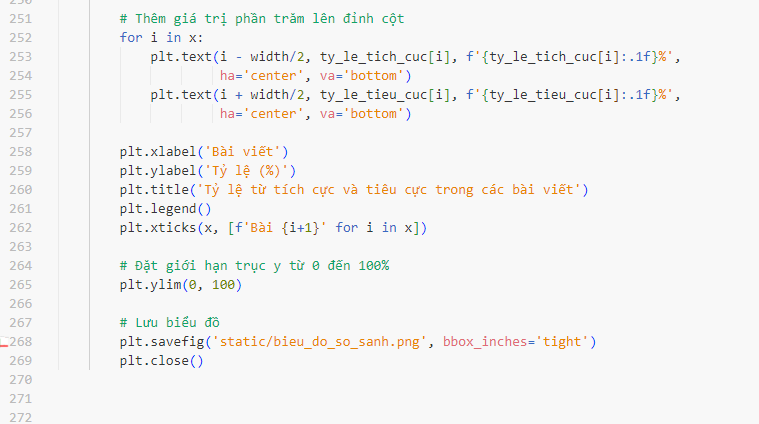 251 # Thêm giá trị phần trăm lên đỉnh cột
252 for i in x:
253 plt.text(i - width/2, ty_le_tich_cuc[i], f'{ty_le_tich_cuc[i]:.1f}%',
254 ha='center', va='bottom')
255 plt.text(i + width/2, ty_le_tieu_cuc[i], f'{ty_le_tieu_cuc[i]:.1f}%',
256 ha='center', va='bottom')
257
258 plt.xlabel('Bài viết')
259 plt.ylabel('Tỷ lệ (%)')
260 plt.title('Tỷ lệ từ tích cực và tiêu cực trong các bài viết')
261 plt.legend()
262 plt.xticks(x, [f'Bài {i+1}' for i in x])
263
264 # Đặt giới hạn trục y từ 0 đến 100%
265 plt.ylim(0, 100)
266
267 # Lưu biểu đồ
268 plt.savefig('static/bieu_do_so_sanh.png', bbox_inches='tight')
269 plt.close()
270
271
272